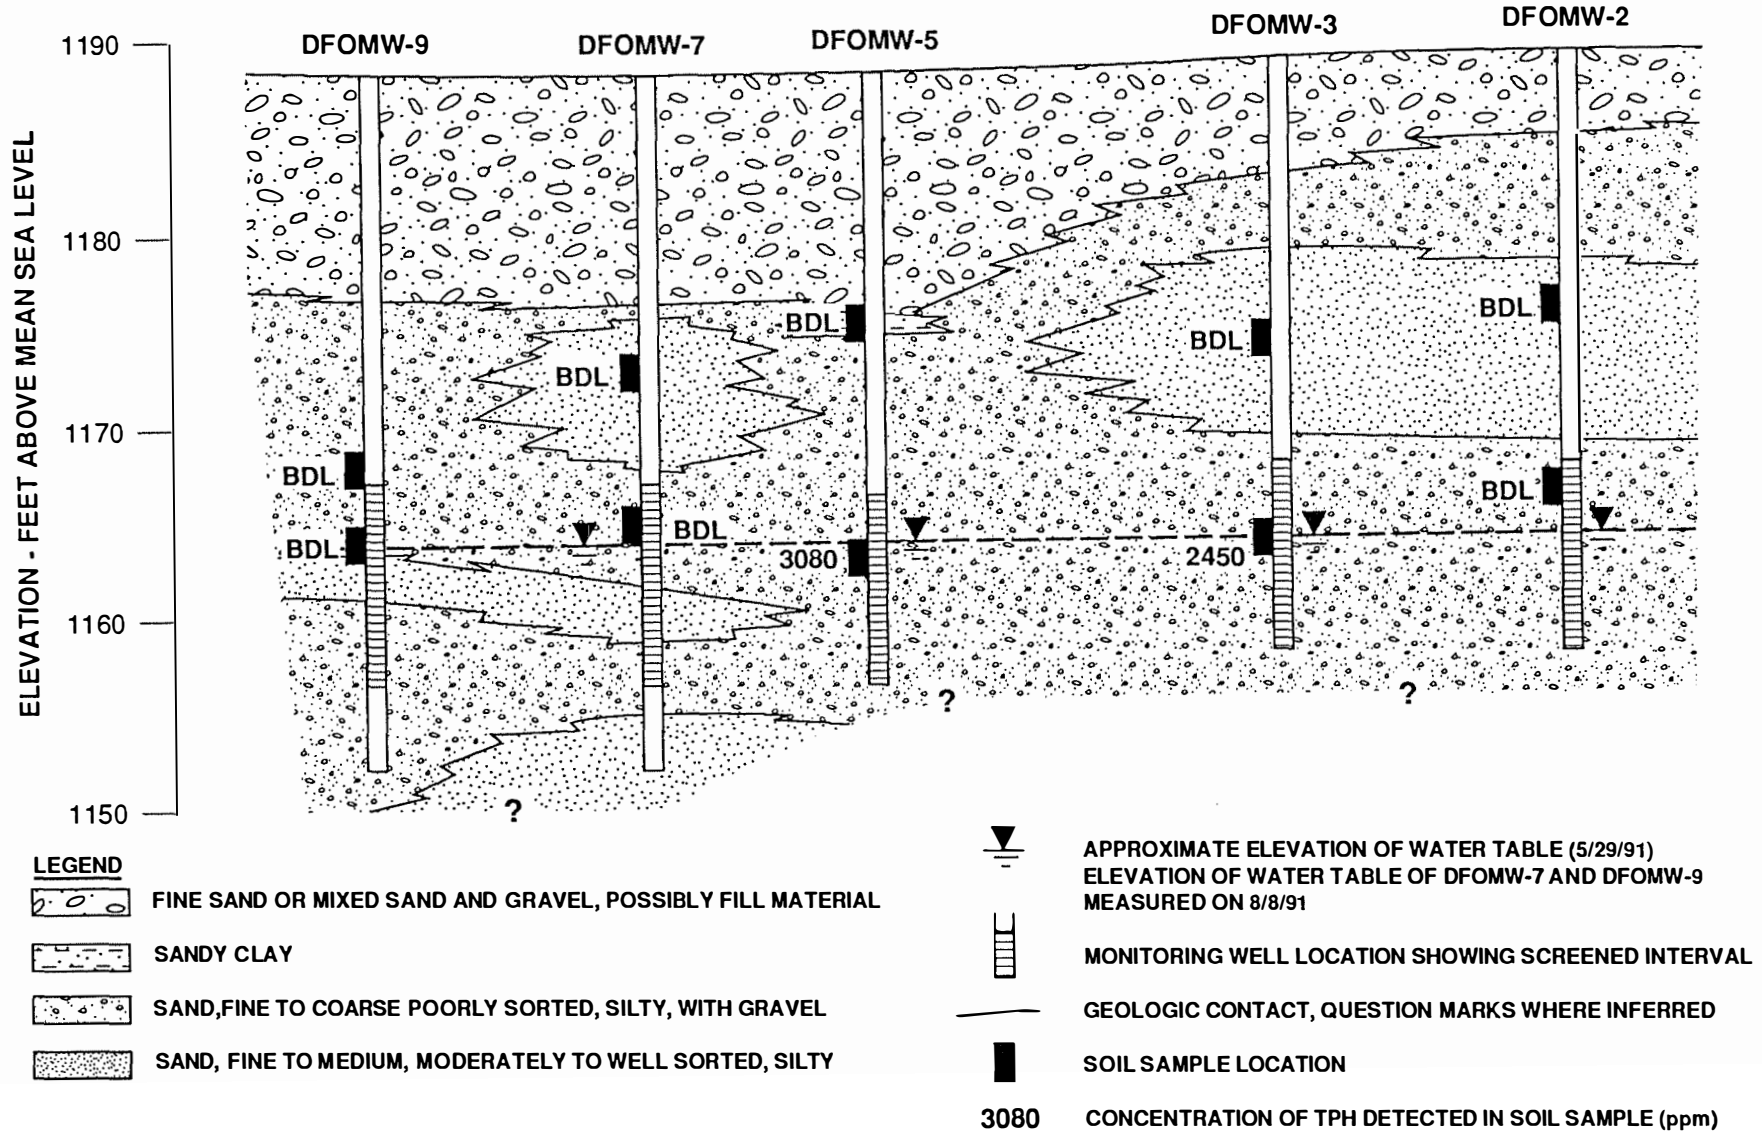 DFOMW-9
DFOMW-7
DFOMW-5
DFOMW-3
DFOMW-2
ELEVATION - FEET ABOVE MEAN SEA LEVEL
1190
1180
1170
1160
1150
BDL
BDL
BDL
BDL
BDL
BDL
BDL
BDL
3080
2450
?
?
?
LEGEND
FINE SAND OR MIXED SAND AND GRAVEL, POSSIBLY FILL MATERIAL
SANDY CLAY
SAND,FINE TO COARSE POORLY SORTED, SILTY, WITH GRAVEL
SAND, FINE TO MEDIUM, MODERATELY TO WELL SORTED, SILTY
APPROXIMATE ELEVATION OF WATER TABLE (5/29/91)
ELEVATION OF WATER TABLE OF DFOMW-7 AND DFOMW-9
MEASURED ON 8/8/91
MONITORING WELL LOCATION SHOWING SCREENED INTERVAL
GEOLOGIC CONTACT, QUESTION MARKS WHERE INFERRED
SOIL SAMPLE LOCATION
3080 CONCENTRATION OF TPH DETECTED IN SOIL SAMPLE (ppm)